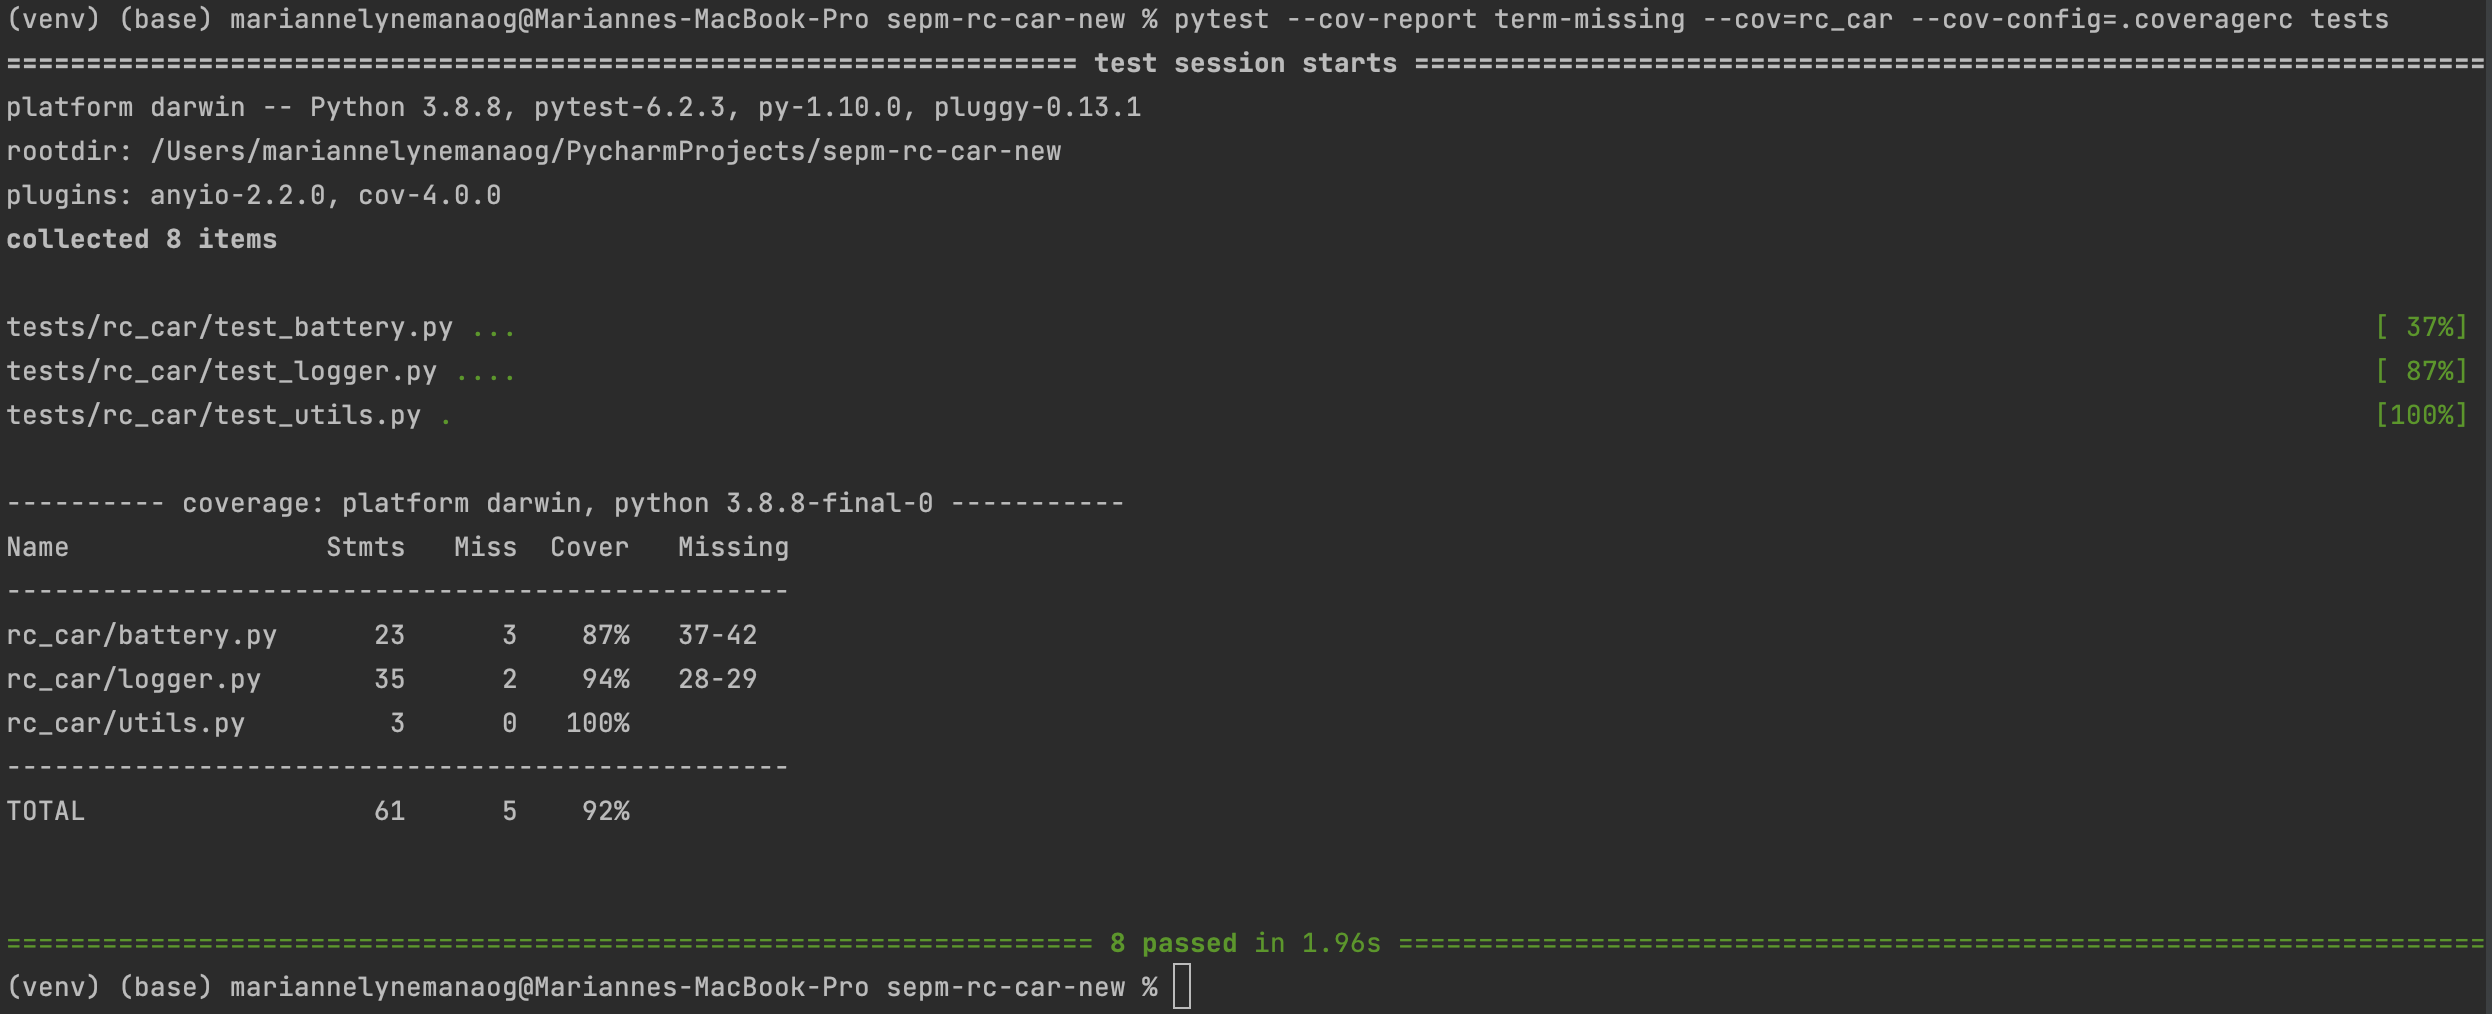 (venv) (base) mariannelynemanaog@Mariannes-MacBook-Pro sepm-rc-car-new % pytest --cov-report term-missing --cov=rc_car --cov-config=.coveragerc tests
=================================================================== test session starts ===================================================================
platform darwin -- Python 3.8.8, pytest-6.2.3, py-1.10.0, pluggy-0.13.1
rootdir: /Users/mariannelynemanaog/PycharmProjects/sepm-rc-car-new
plugins: anyio-2.2.0, cov-4.0.0
collected 8 items
tests/rc_car/test_battery.py ... [ 37%]
tests/rc_car/test_logger.py .... [ 87%]
tests/rc_car/test_utils.py . [100%]
---------- coverage: platform darwin, python 3.8.8-final-0 -----------
Name                Stmts   Miss  Cover   Missing
-------------------------------------------------
rc_car/battery.py      23      3    87%   37-42
rc_car/logger.py       35      2    94%   28-29
rc_car/utils.py         3      0   100%
-------------------------------------------------
TOTAL                  61      5    92%
==================================================================== 8 passed in 1.96s ====================================================================
(venv) (base) mariannelynemanaog@Mariannes-MacBook-Pro sepm-rc-car-new %